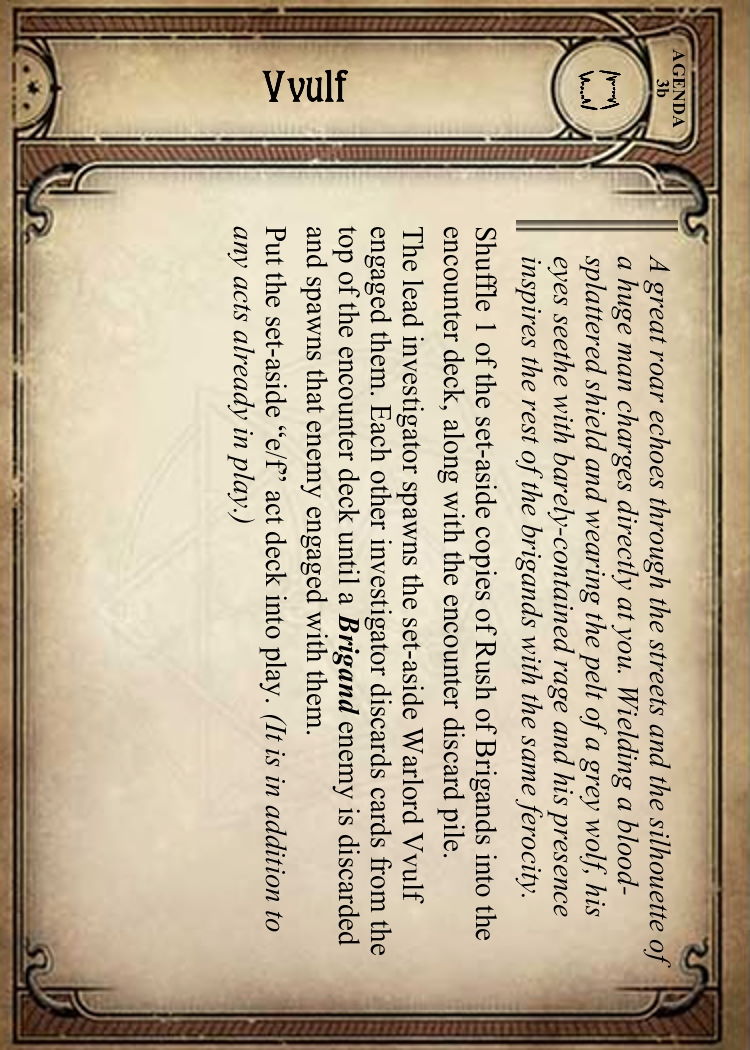 AGENDA
3b
Vvulf
A great roar echoes through the streets and the silhouette of
a huge man charges directly at you. Wielding a blood-
splattered shield and wearing the pelt of a grey wolf, his
eyes seethe with barely-contained rage and his presence
inspires the rest of the brigands with the same ferocity.
Shuffle 1 of the set-aside copies of Rush of Brigands into the
encounter deck, along with the encounter discard pile.
The lead investigator spawns the set-aside Warlord Vvulf
engaged them. Each other investigator discards cards from the
top of the encounter deck until a Brigand enemy is discarded
and spawns that enemy engaged with them.
Put the set-aside “e/f” act deck into play. (It is in addition to
any acts already in play.)